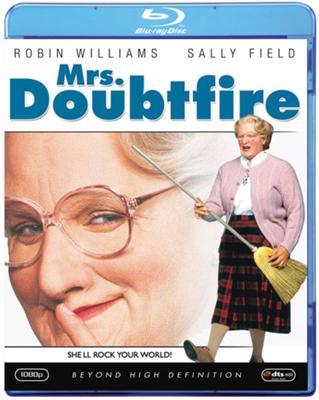 Blu-ray Disc
ROBIN WILLIAMS SALLY FIELD
Mrs.
Doubtfire
SHE'LL ROCK YOUR WORLD!
1080p
BEYOND HIGH DEFINITION
dts HD